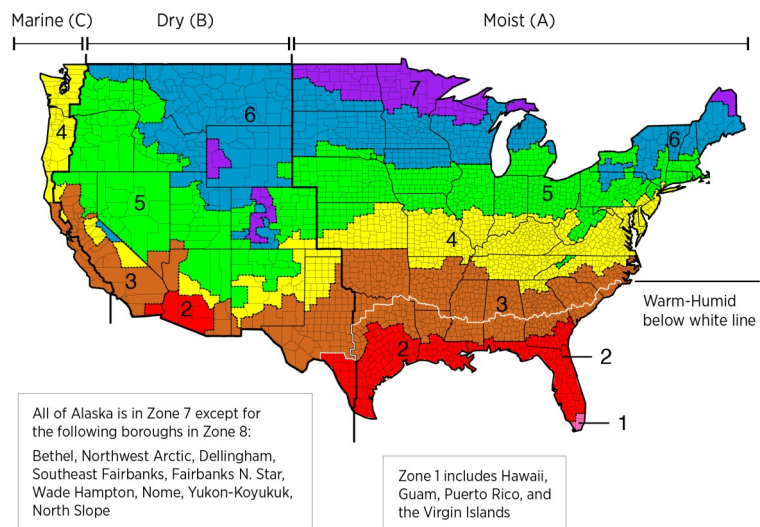 Marine (C)
Dry (B)
Moist (A)
7
6
6
4
5
5
4
3
3
2
2
2
1
Warm-Humid
below white line
All of Alaska is in Zone 7 except for
the following boroughs in Zone 8:
Bethel, Northwest Arctic, Dellingham,
Southeast Fairbanks, Fairbanks N. Star,
Wade Hampton, Nome, Yukon-Koyukuk,
North Slope
Zone 1 includes Hawaii,
Guam, Puerto Rico, and
the Virgin Islands